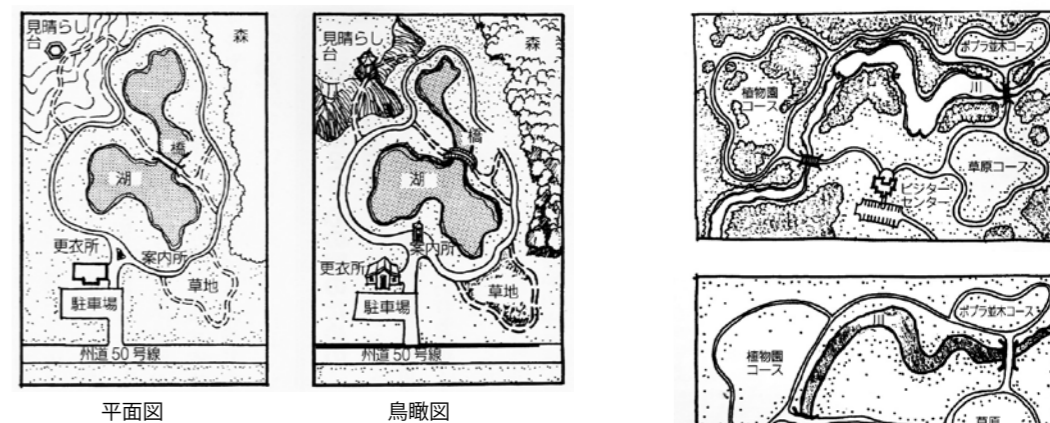 見晴らし
台
森
橋
湖
更衣所
案内所
駐車場
草地
州道50号線
平面図
見晴らし
台
森
橋
湖
案内所
更衣所
駐車場
草地
州道50号線
鳥瞰図
ポプラ並木コース
川
植物園
コース
草原コース
ビジター
センター
ポプラ並木コース
川
植物園
コース
草原